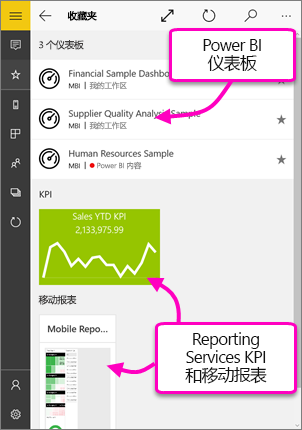 收藏夹
3 个仪表板
Financial Sample Dashbo
MBI | 我的工作区
Supplier Quality Analysis Sample
MBI | 我的工作区
Human Resources Sample
MBI | Power BI 内容
Power BI
仪表板
KPI
Sales YTD KPI
2,133,975.99
移动报表
Mobile Repo...
Reporting
Services KPI
和移动报表